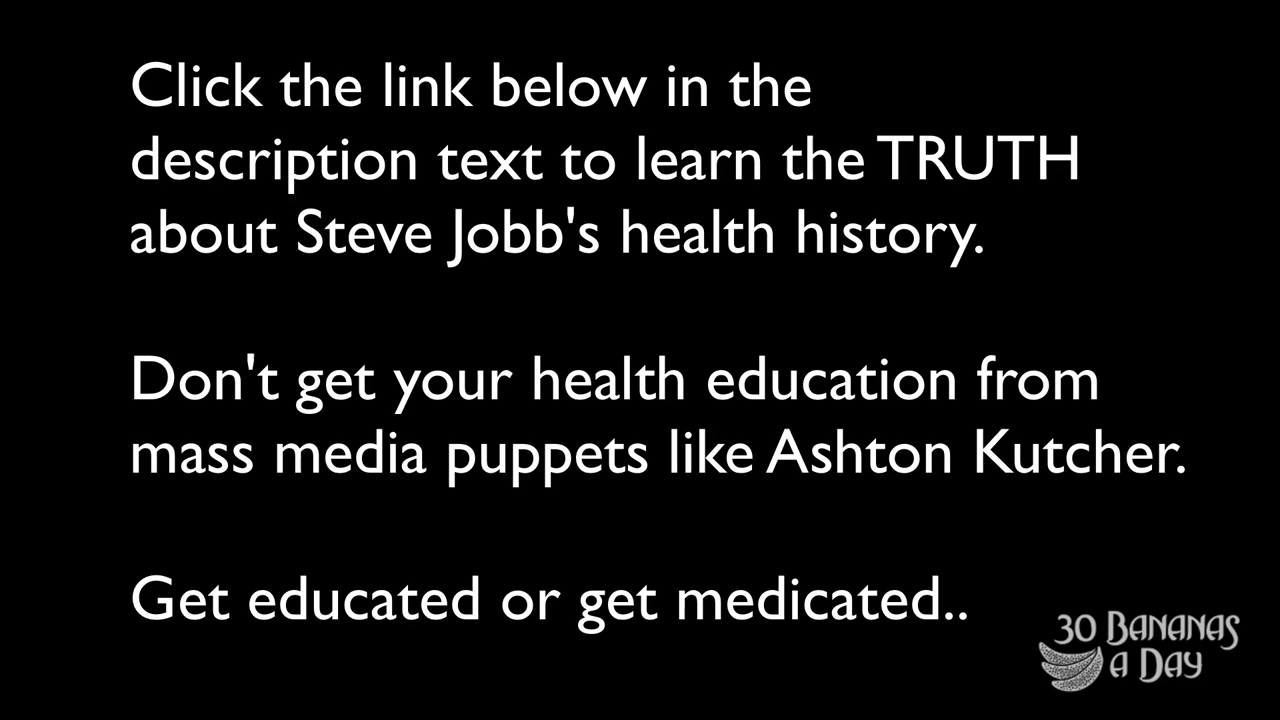 Click the link below in the
description text to learn the TRUTH
about Steve Jobb's health history.
Don't get your health education from
mass media puppets like Ashton Kutcher.
Get educated or get medicated..
30 BANANAS
A DAY